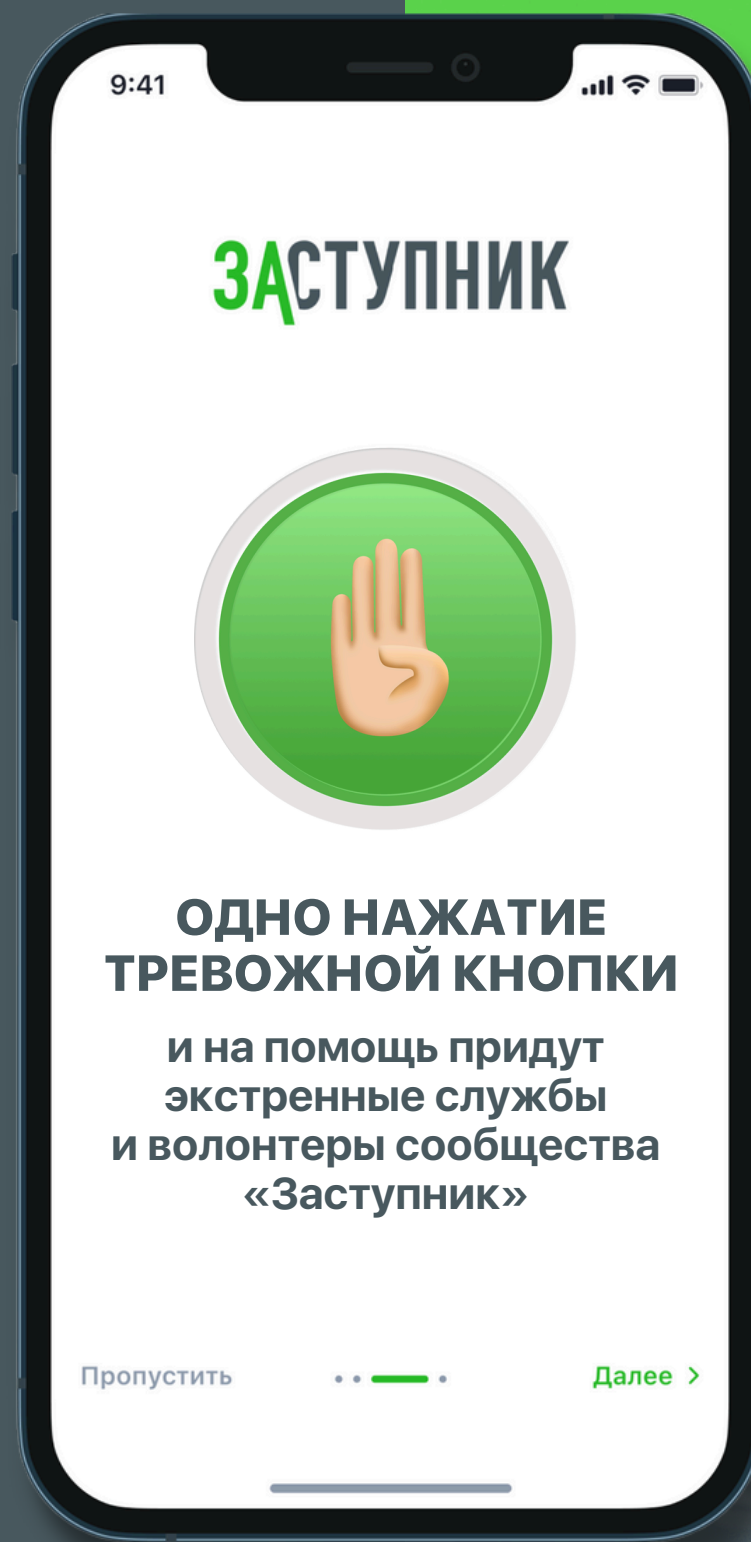 9:41
ЗАСТУПНИК
ОДНО НАЖАТИЕ
ТРЕВОЖНОЙ КНОПКИ
и на помощь придут
экстренные службы
и волонтеры сообщества
«Заступник»
Пропустить
Далее >